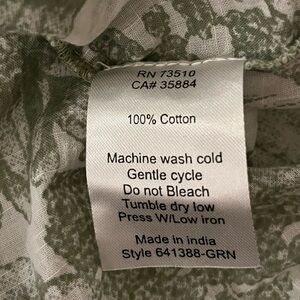 RN 73510
CA# 35884
100% Cotton
Machine wash cold
Gentle cycle
Do not Bleach
Tumble dry low
Press W/Low iron
Made in India
Style 641388-GRN